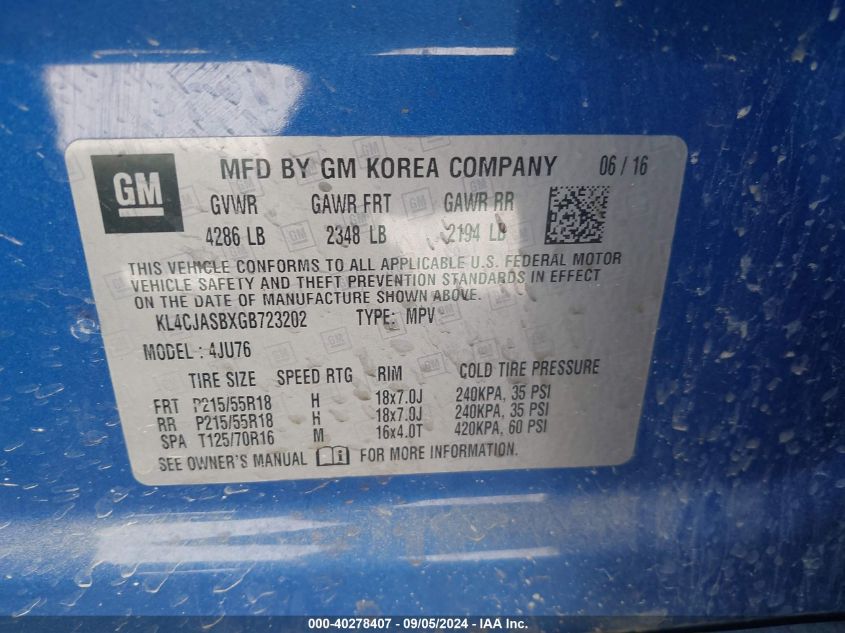 GM MFD BY GM KOREA COMPANY 06 / 16
GVWR GAWR FRT GAWR RR
4286 LB 2348 LB 2194 LB
THIS VEHICLE CONFORMS TO ALL APPLICABLE U.S. FEDERAL MOTOR
VEHICLE SAFETY AND THEFT PREVENTION STANDARDS IN EFFECT
ON THE DATE OF MANUFACTURE SHOWN ABOVE.
KL4CJASBXGB723202 TYPE: MPV
MODEL : 4JU76
TIRE SIZE SPEED RTG RIM COLD TIRE PRESSURE
FRT P215/55R18 H 18x7.0J 240KPA, 35 PSI
RR P215/55R18 H 18x7.0J 240KPA, 35 PSI
SPA T125/70R16 M 16x4.0T 420KPA, 60 PSI
SEE OWNER'S MANUAL FOR MORE INFORMATION.
000-40278407 - 09/05/2024 - IAA Inc.